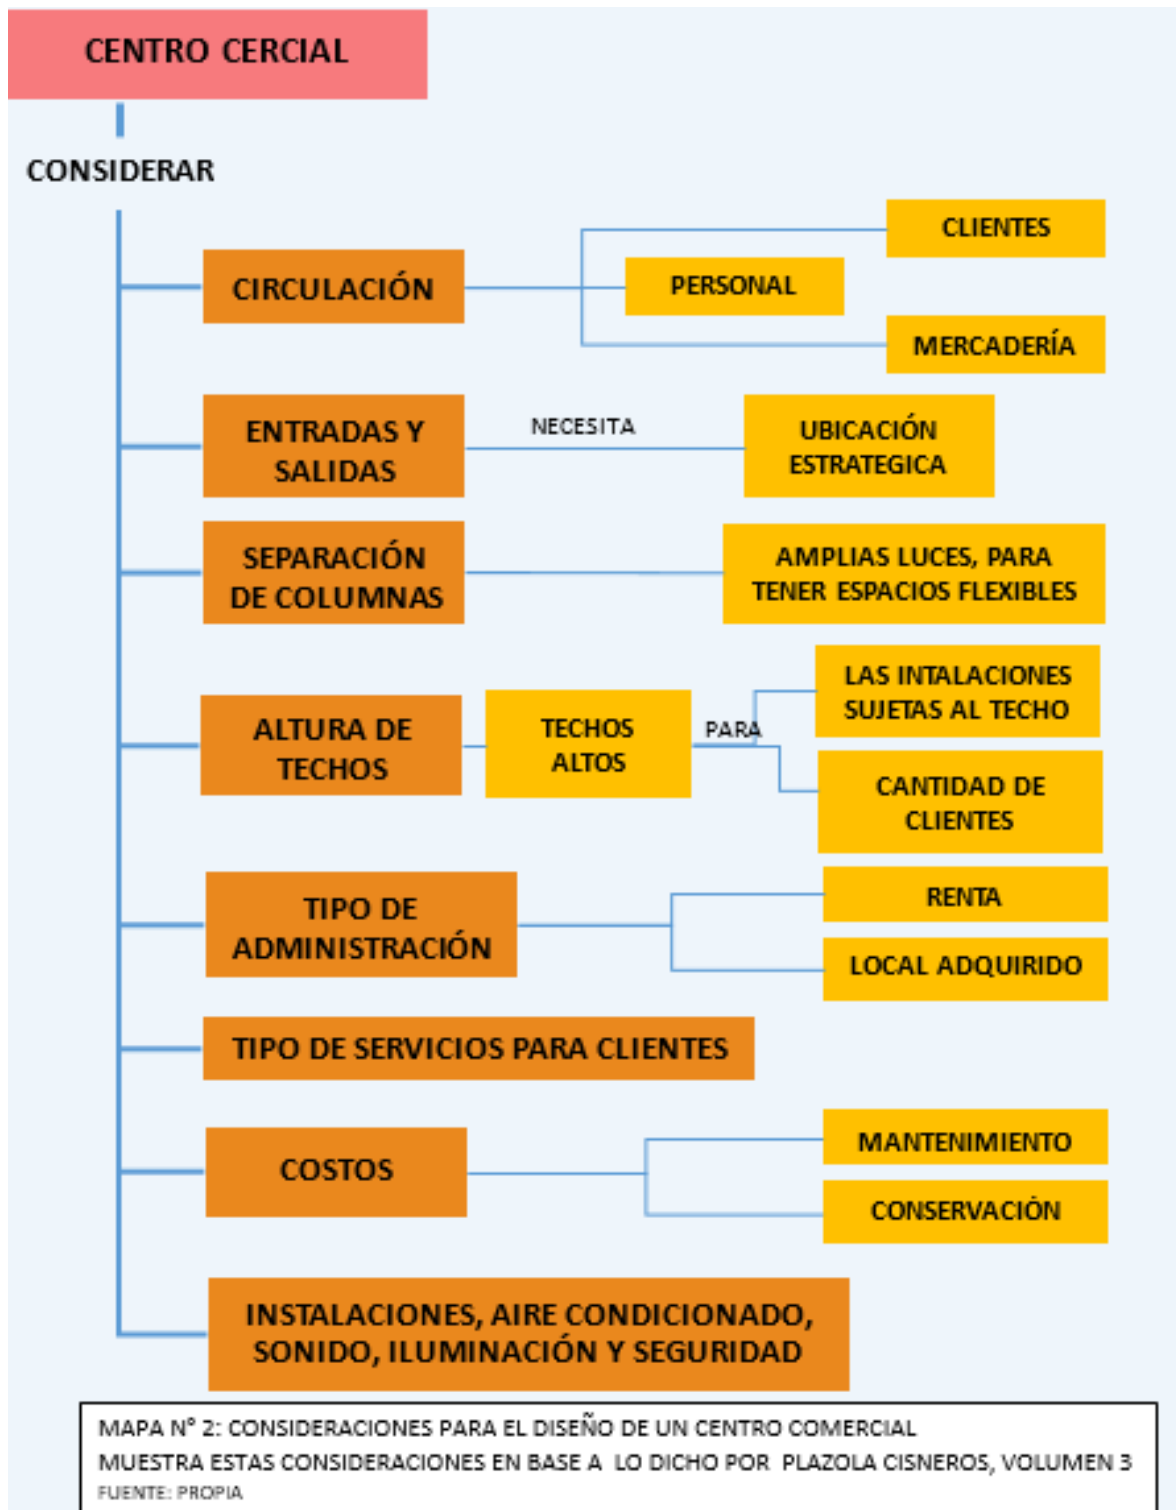 CENTRO CERCIAL
CONSIDERAR
CIRCULACIÓN
CLIENTES
PERSONAL
MERCADERÍA
ENTRADAS Y
SALIDAS
NECESITA
UBICACIÓN
ESTRATEGICA
SEPARACIÓN
DE COLUMNAS
AMPLIAS LUCES, PARA
TENER ESPACIOS FLEXIBLES
ALTURA DE
TECHOS
TECHOS
ALTOS
PARA
LAS INTALACIONES
SUJETAS AL TECHO
CANTIDAD DE
CLIENTES
TIPO DE
ADMINISTRACIÓN
RENTA
LOCAL ADQUIRIDO
TIPO DE SERVICIOS PARA CLIENTES
COSTOS
MANTENIMIENTO
CONSERVACIÓN
INSTALACIONES, AIRE CONDICIONADO,
SONIDO, ILUMINACIÓN Y SEGURIDAD
MAPA N° 2: CONSIDERACIONES PARA EL DISEÑO DE UN CENTRO COMERCIAL
MUESTRA ESTAS CONSIDERACIONES EN BASE A LO DICHO POR PLAZOLA CISNEROS, VOLUMEN 3
FUENTE: PROPIA